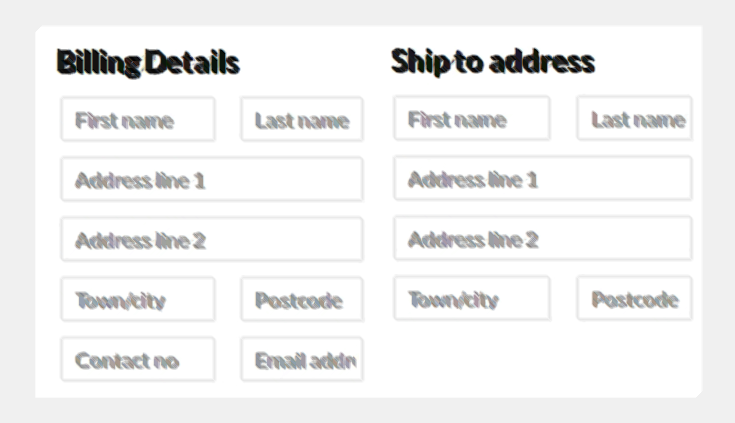 Billing Details
First name Last name
Address line 1
Address line 2
Town/city Postcode
Contact no Email addr
Ship to address
First name Last name
Address line 1
Address line 2
Town/city Postcode